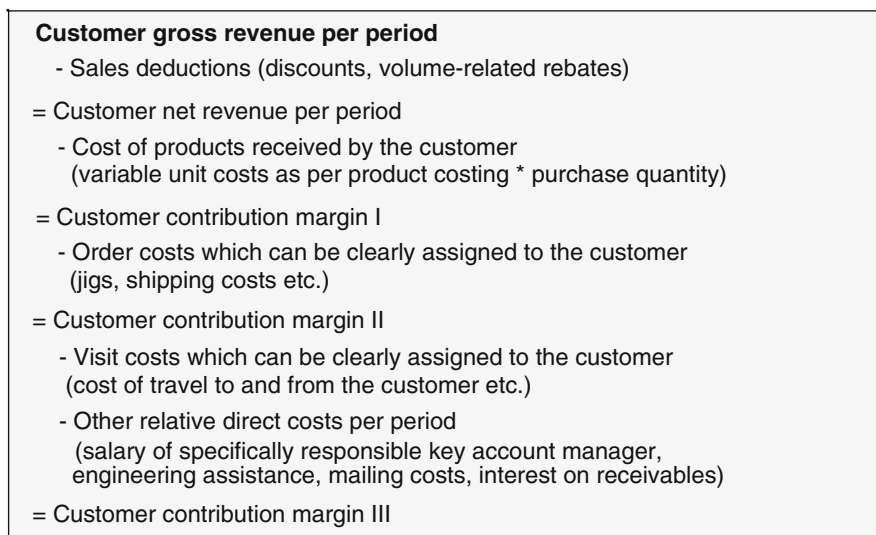 Customer gross revenue per period
- Sales deductions (discounts, volume-related rebates)
= Customer net revenue per period
- Cost of products received by the customer
(variable unit costs as per product costing * purchase quantity)
= Customer contribution margin I
- Order costs which can be clearly assigned to the customer
(jigs, shipping costs etc.)
= Customer contribution margin II
- Visit costs which can be clearly assigned to the customer
(cost of travel to and from the customer etc.)
- Other relative direct costs per period
(salary of specifically responsible key account manager,
engineering assistance, mailing costs, interest on receivables)
= Customer contribution margin III